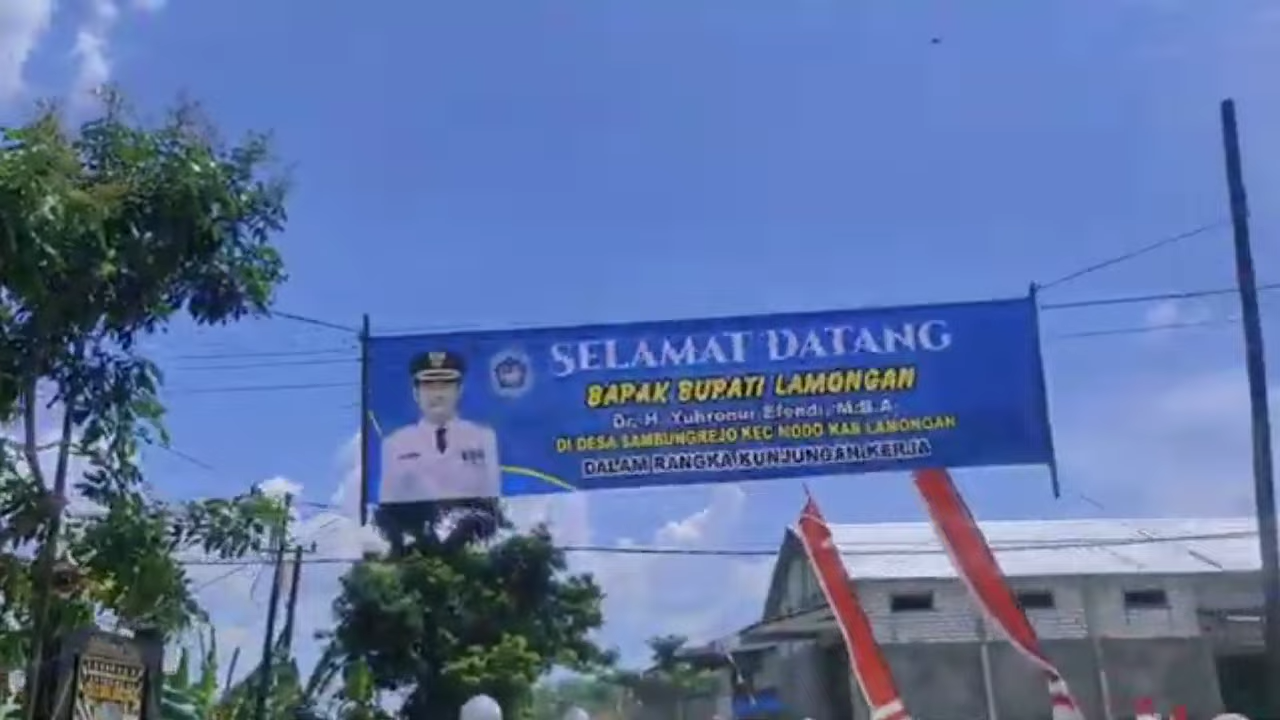 SELAMAT DATANG
BAPAK BUPATI LAMONGAN
Dr. H. Yuhronur Efendi, M.B.A.
DI DESA SAMBUNGREJO KEC MODO KAB LAMONGAN
DALAM RANGKA KUNJUNGAN KERJA